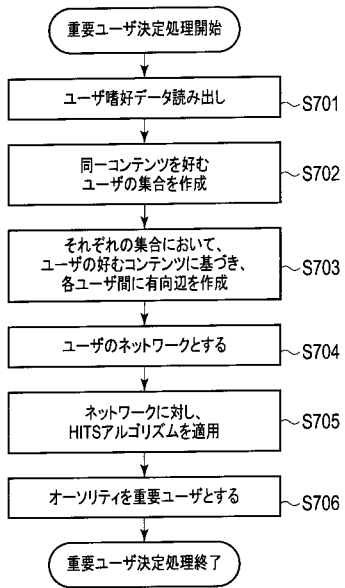 重要ユーザ決定処理開始
ユーザ嗜好データ読み出し
S701
同一コンテンツを好む
ユーザの集合を作成
S702
それぞれの集合において、
ユーザの好むコンテンツに基づき、
各ユーザ間に有向辺を作成
S703
ユーザのネットワークとする
S704
ネットワークに対し、
HITSアルゴリズムを適用
S705
オーソリティを重要ユーザとする
S706
重要ユーザ決定処理終了